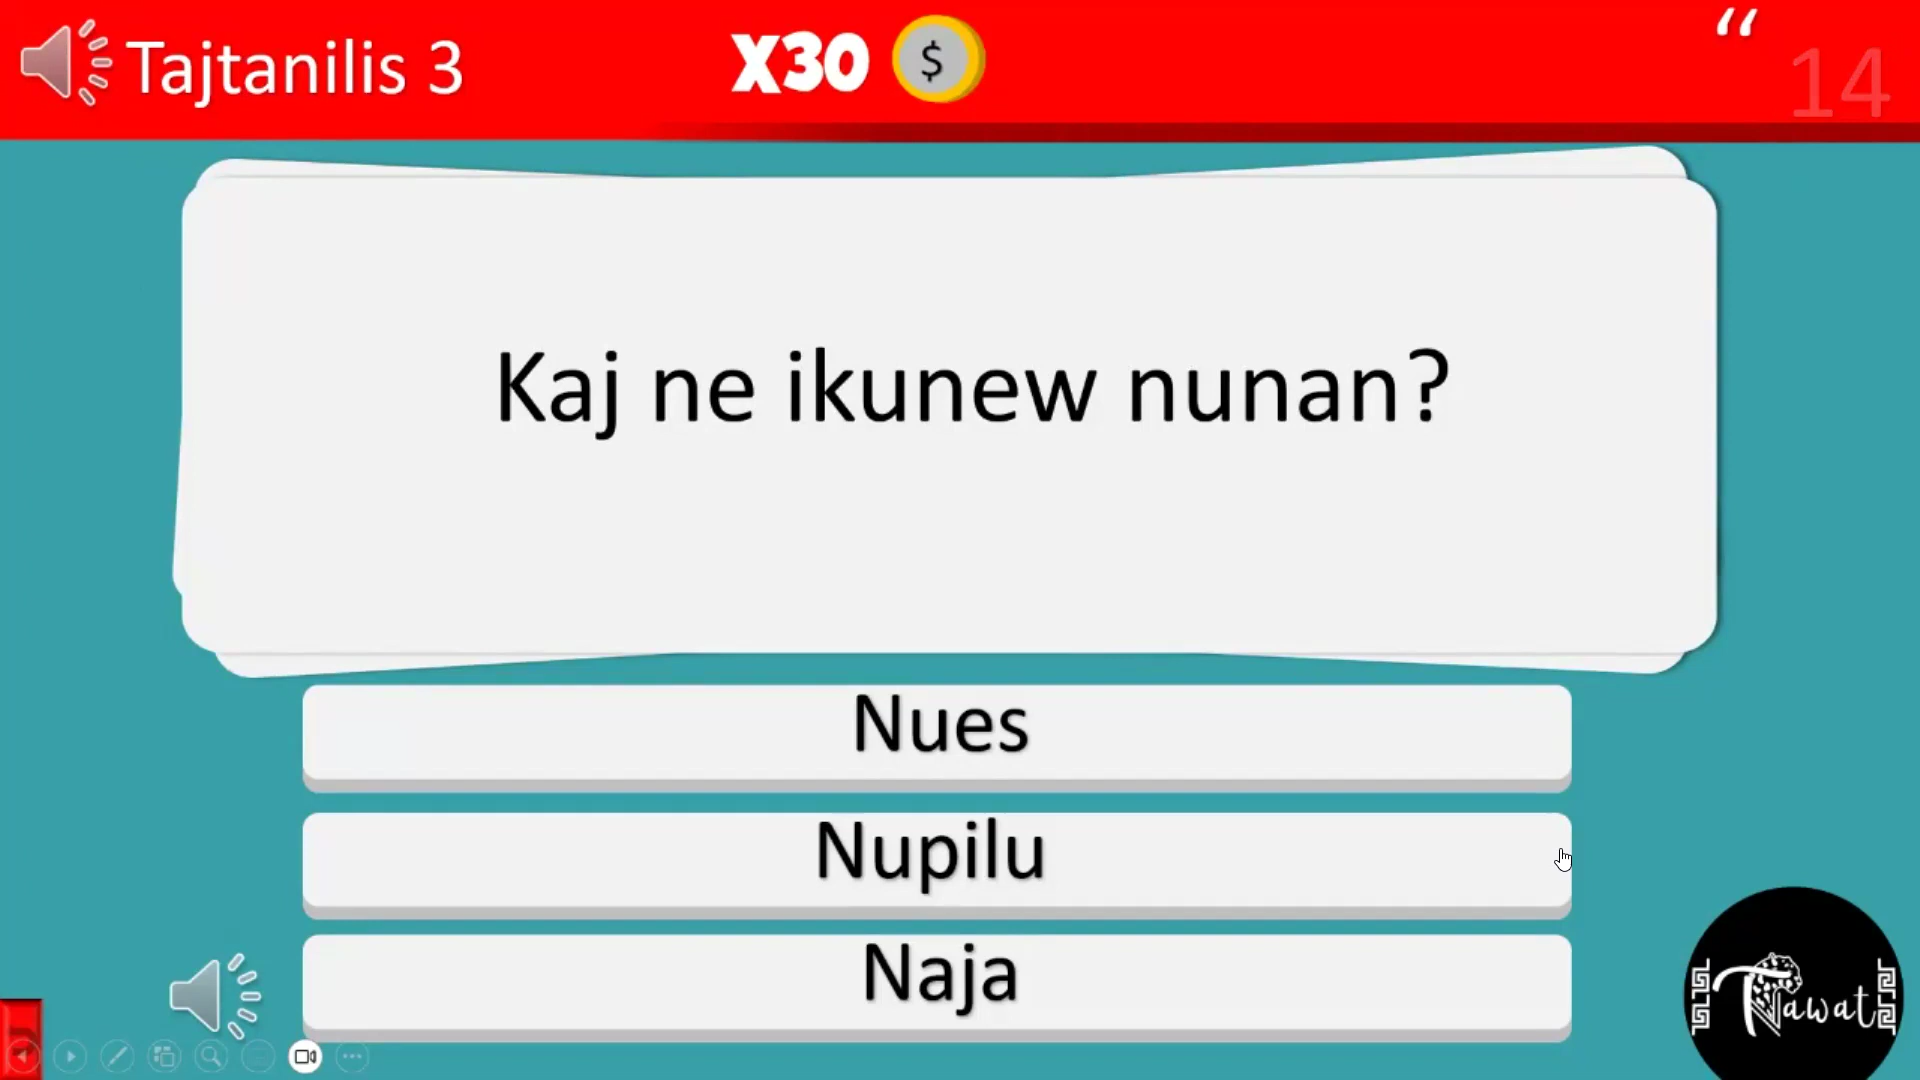 Tajtanilis 3
X30
$
“
14
Kaj ne ikunew nunan?
Nues
Nupilu
Naja
Tawat